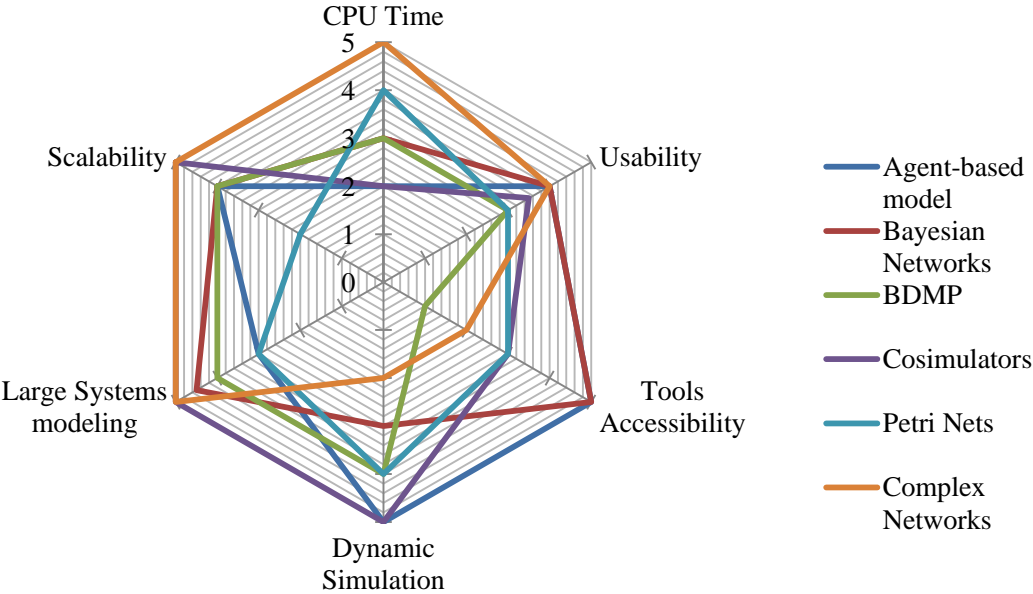 CPU Time
5
4
3
2
1
0
Usability
Tools
Accessibility
Dynamic
Simulation
Large Systems
modeling
Scalability
Agent-based
model
Bayesian
Networks
BDMP
Cosimulators
Petri Nets
Complex
Networks